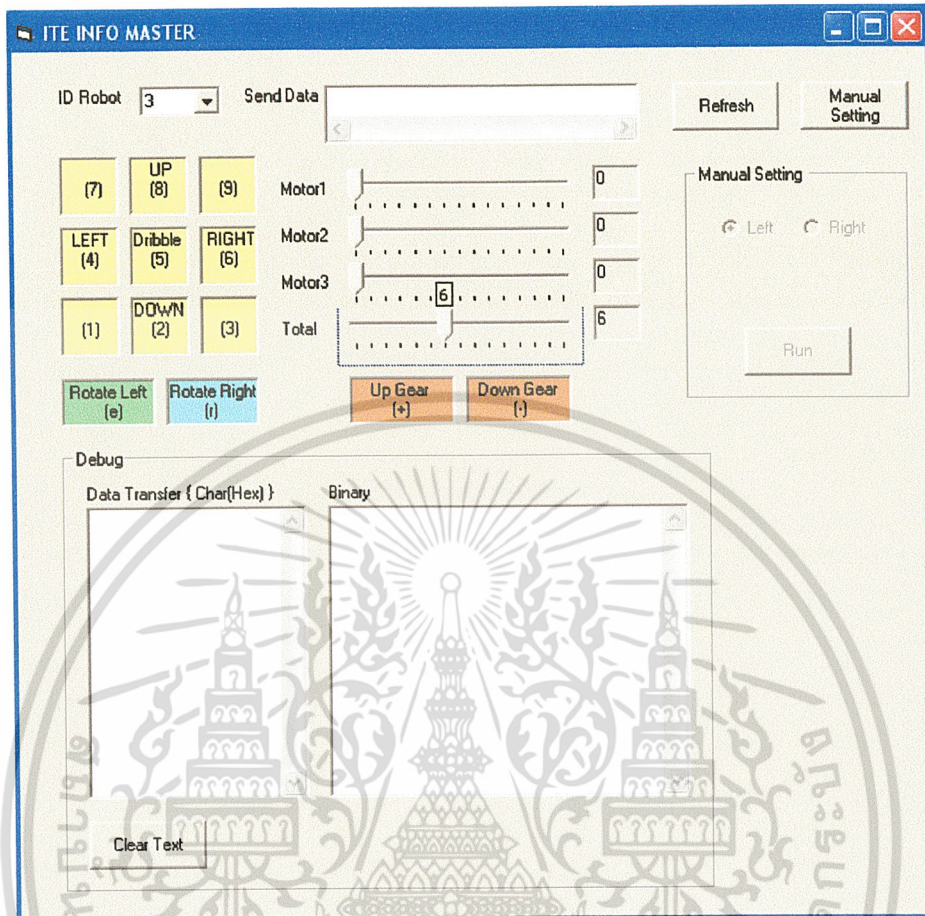 ITE INFO MASTER
ID Robot 3 Send Data Refresh Manual Setting
(7) UP (8) (9)
LEFT (4) Dribble (5) RIGHT (6)
(1) DOWN (2) (3)
Rotate Left (e) Rotate Right (r)
Motor1 0
Motor2 0
Motor3 0
6
Total 6
Up Gear (+) Down Gear (-)
Manual Setting
Left Right
Run
Debug
Data Transfer { Char(Hex) } Binary
Clear Text